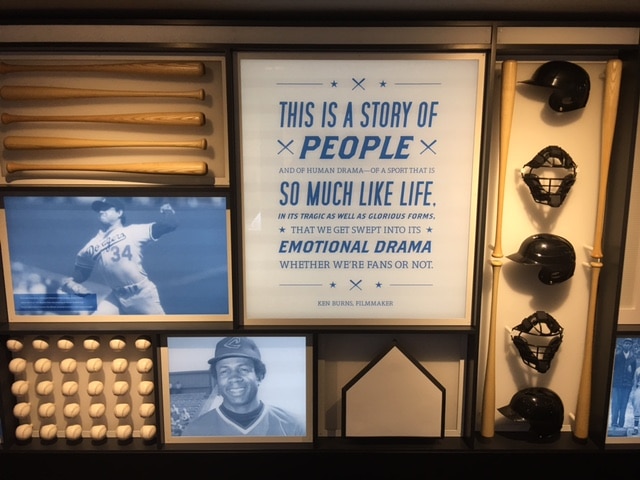 THIS IS A STORY OF
PEOPLE
AND OF HUMAN DRAMA—OF A SPORT THAT IS
SO MUCH LIKE LIFE,
IN ITS TRAGIC AS WELL AS GLORIOUS FORMS,
THAT WE GET SWEPT INTO ITS
EMOTIONAL DRAMA
WHETHER WE'RE FANS OR NOT.
KEN BURNS, FILMMAKER
Dodgers
34